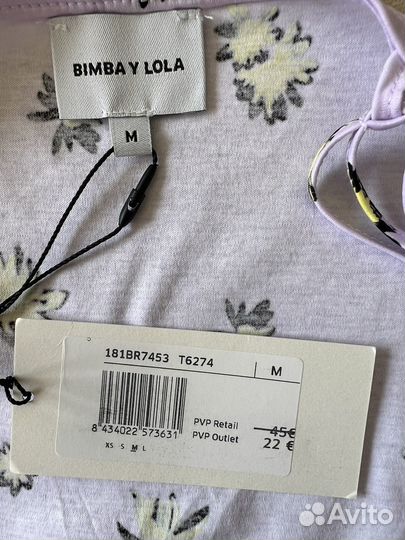 BIMBA Y LOLA
M
181BR7453 T6274 M
PVP Retail 45€
PVP Outlet 22 €
8 434022 573631
XS S M L
Avito